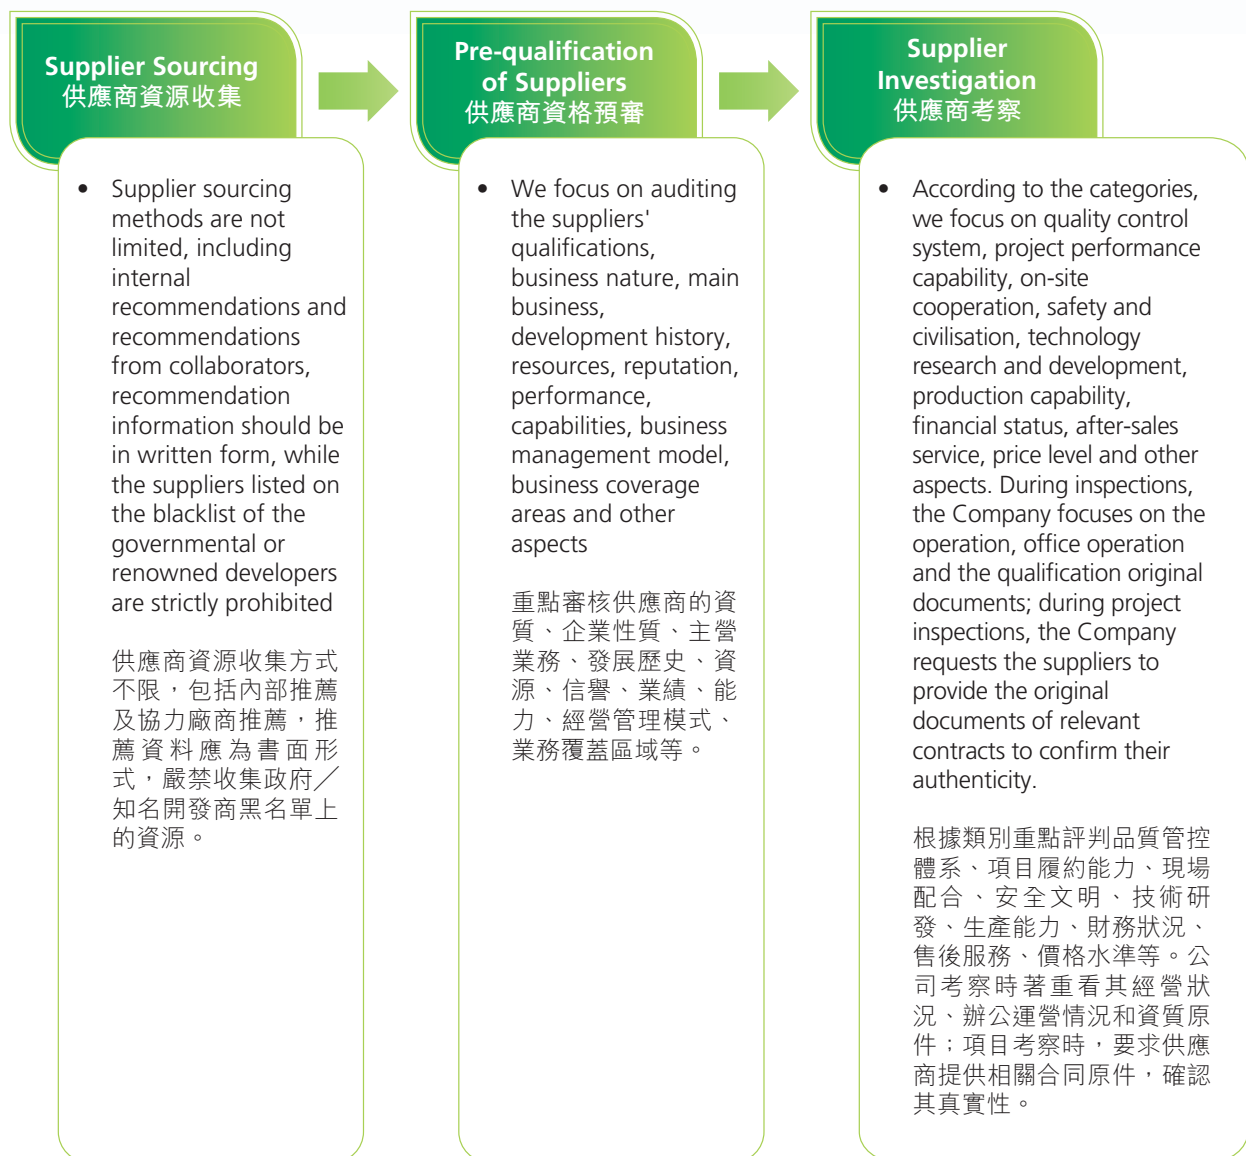 Supplier Sourcing
供應商資源收集
Pre-qualification
of Suppliers
供應商資格預審
Supplier
Investigation
供應商考察
• Supplier sourcing
methods are not
limited, including
internal
recommendations and
recommendations
from collaborators,
recommendation
information should be
in written form, while
the suppliers listed on
the blacklist of the
governmental or
renowned developers
are strictly prohibited
供應商資源收集方式
不限，包括內部推薦
及協力廠商推薦，推
薦資料應為書面形
式，嚴禁收集政府／
知名開發商黑名單上
的資源。
• We focus on auditing
the suppliers'
qualifications,
business nature, main
business,
development history,
resources, reputation,
performance,
capabilities, business
management model,
business coverage
areas and other
aspects
重點審核供應商的資
質、企業性質、主營
業務、發展歷史、資
源、信譽、業績、能
力、經營管理模式、
業務覆蓋區域等。
• According to the categories,
we focus on quality control
system, project performance
capability, on-site
cooperation, safety and
civilisation, technology
research and development,
production capability,
financial status, after-sales
service, price level and other
aspects. During inspections,
the Company focuses on the
operation, office operation
and the qualification original
documents; during project
inspections, the Company
requests the suppliers to
provide the original
documents of relevant
contracts to confirm their
authenticity.
根據類別重點評判品質管控
體系、項目履約能力、現場
配合、安全文明、技術研
發、生產能力、財務狀況、
售後服務、價格水準等。公
司考察時著重看其經營狀
況、辦公運營情況和資質原
件；項目考察時，要求供應
商提供相關合同原件，確認
其真實性。